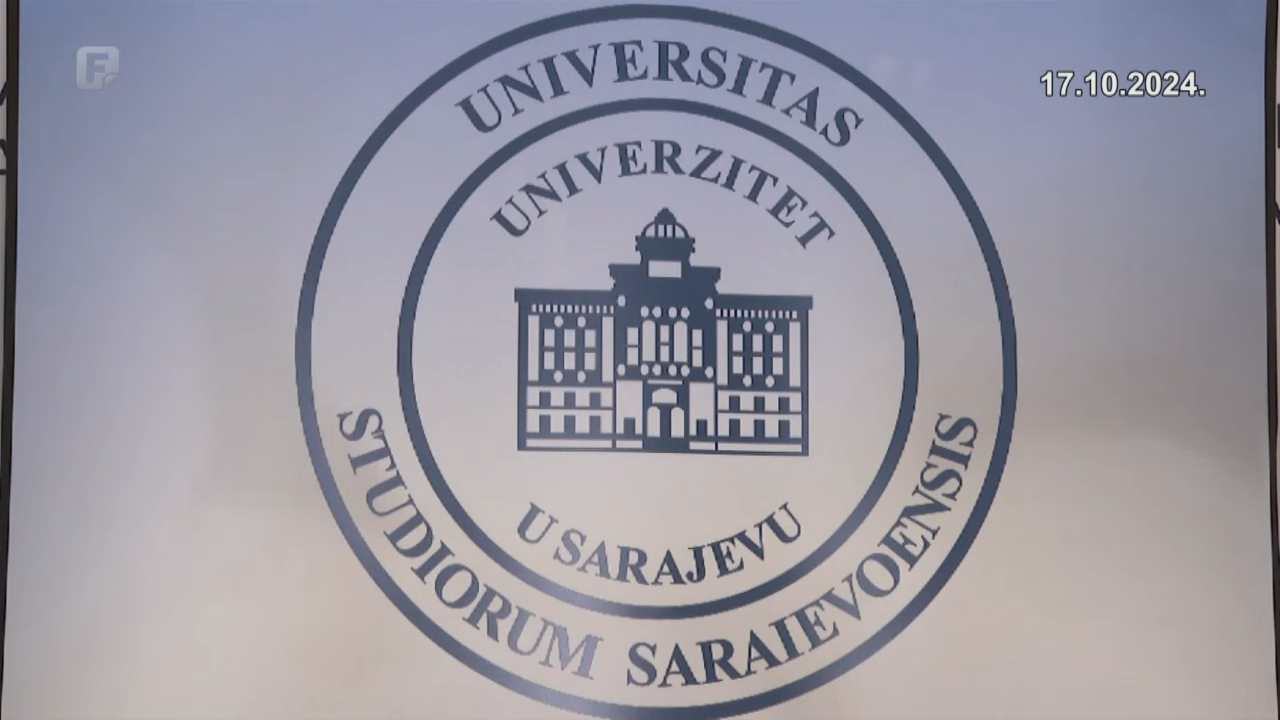 F
17.10.2024.
UNIVERSITAS
UNIVERZITET
U SARAJEVU
STUDIORUM SARAIEVOENSIS